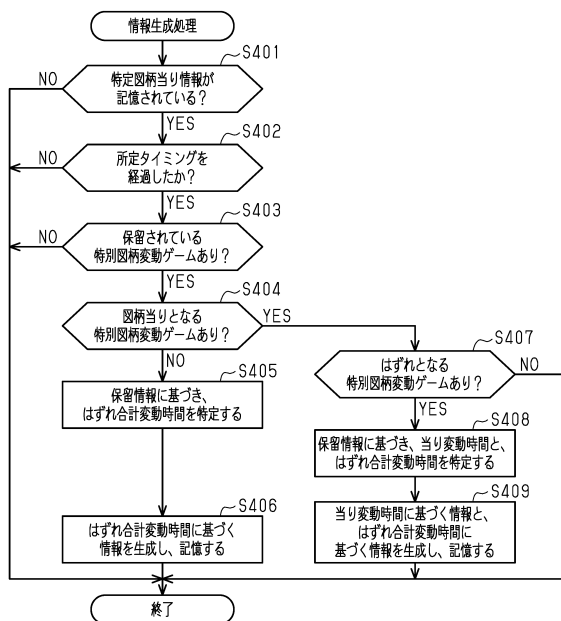 情報生成処理
S401
特定図柄当り情報が
記憶されている？
NO
YES
S402
所定タイミングを
経過したか？
NO
YES
S403
保留されている
特別図柄変動ゲームあり？
NO
YES
S404
図柄当りとなる
特別図柄変動ゲームあり？
YES
NO
S405
保留情報に基づき、
はずれ合計変動時間を特定する
S406
はずれ合計変動時間に基づく
情報を生成し、記憶する
S407
はずれとなる
特別図柄変動ゲームあり？
NO
YES
S408
保留情報に基づき、当り変動時間と、
はずれ合計変動時間を特定する
S409
当り変動時間に基づく情報と、
はずれ合計変動時間に
基づく情報を生成し、記憶する
終了